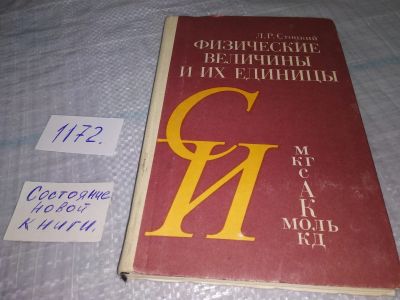 Л.Р.Стоцкий
ФИЗИЧЕСКИЕ
ВЕЛИЧИНЫ
И ИХ ЕДИНИЦЫ
СИ
м
кг
с
А
К
моль
кд
1172.
Состояние
новой
книги.